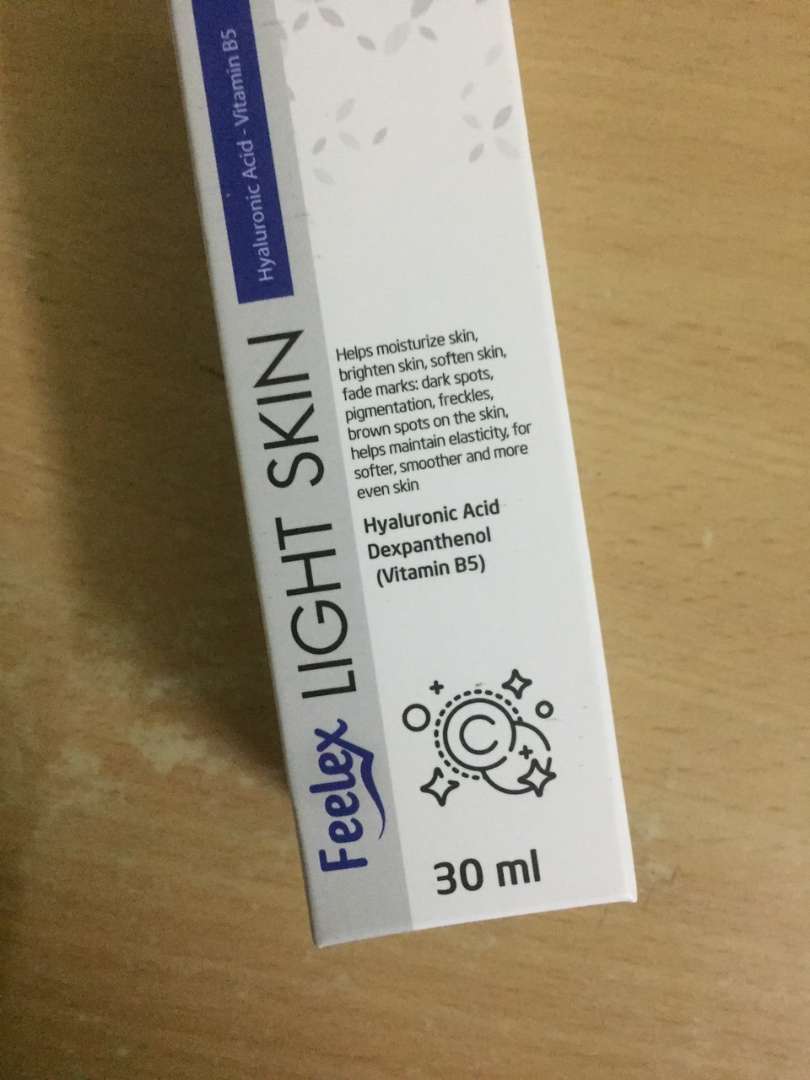 Hyaluronic Acid - Vitamin B5
Feelex LIGHT SKIN
Helps moisturize skin,
brighten skin, soften skin,
fade marks: dark spots,
pigmentation, freckles,
brown spots on the skin,
helps maintain elasticity, for
softer, smoother and more
even skin
Hyaluronic Acid
Dexpanthenol
(Vitamin B5)
C
30 ml